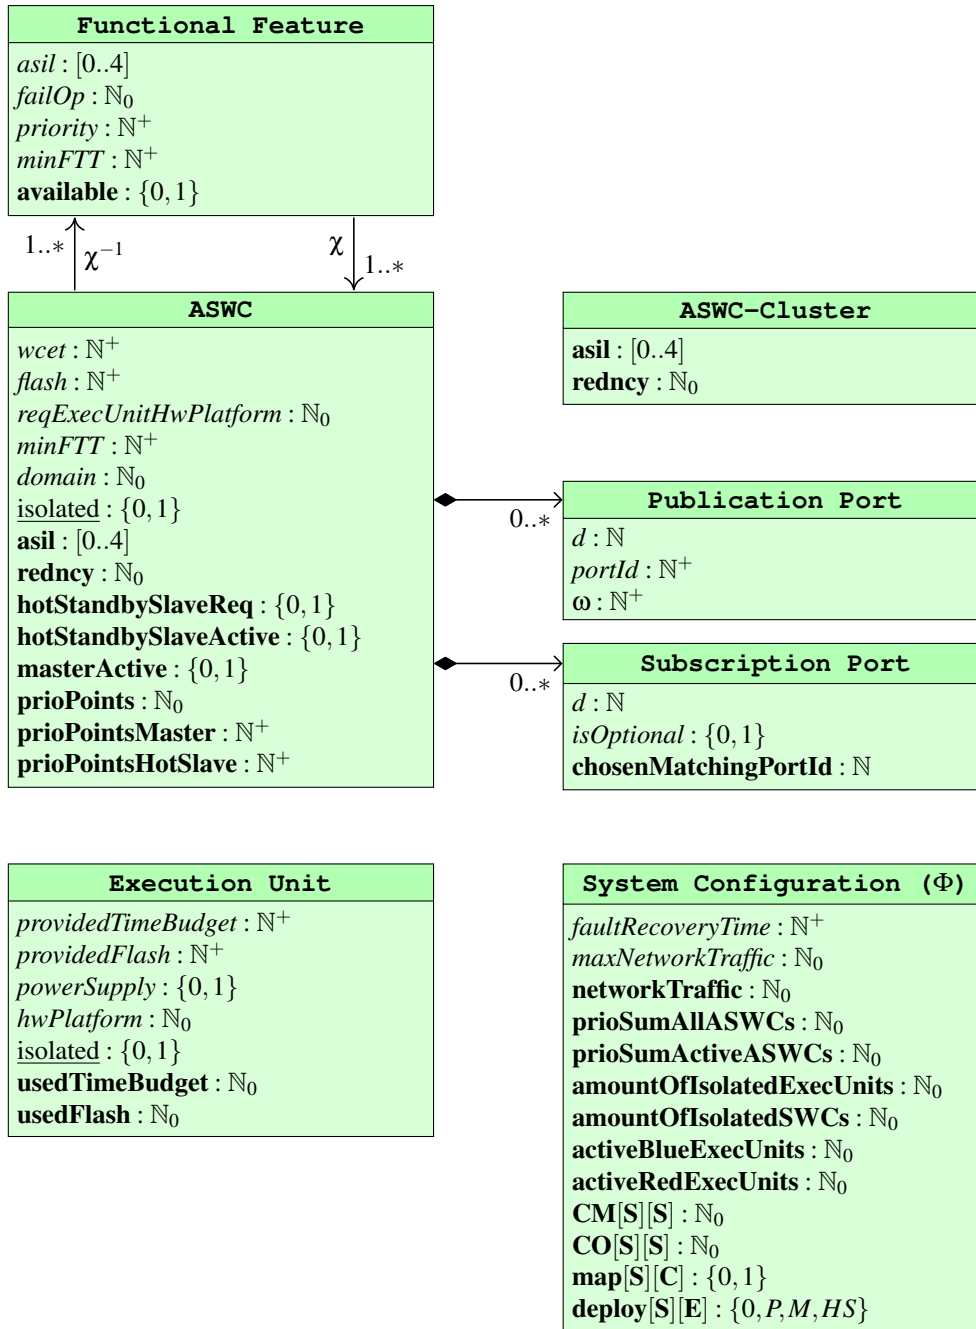 Functional Feature
asil : [0..4]
failOp : ℕ₀
priority : ℕ⁺
minFTT : ℕ⁺
available : {0,1}
1..∗
χ⁻¹
χ
1..∗
ASWC
wcet : ℕ⁺
flash : ℕ⁺
reqExecUnitHwPlatform : ℕ₀
minFTT : ℕ⁺
domain : ℕ₀
isolated : {0,1}
asil : [0..4]
redncy : ℕ₀
hotStandbySlaveReq : {0,1}
hotStandbySlaveActive : {0,1}
masterActive : {0,1}
prioPoints : ℕ₀
prioPointsMaster : ℕ⁺
prioPointsHotSlave : ℕ⁺
ASWC-Cluster
asil : [0..4]
redncy : ℕ₀
0..∗
Publication Port
d : ℕ
portId : ℕ⁺
ω : ℕ⁺
0..∗
Subscription Port
d : ℕ
isOptional : {0,1}
chosenMatchingPortId : ℕ
Execution Unit
providedTimeBudget : ℕ⁺
providedFlash : ℕ⁺
powerSupply : {0,1}
hwPlatform : ℕ₀
isolated : {0,1}
usedTimeBudget : ℕ₀
usedFlash : ℕ₀
System Configuration (Φ)
faultRecoveryTime : ℕ⁺
maxNetworkTraffic : ℕ₀
networkTraffic : ℕ₀
prioSumAllASWCs : ℕ₀
prioSumActiveASWCs : ℕ₀
amountOfIsolatedExecUnits : ℕ₀
amountOfIsolatedSWCs : ℕ₀
activeBlueExecUnits : ℕ₀
activeRedExecUnits : ℕ₀
CM[S][S] : ℕ₀
CO[S][S] : ℕ₀
map[S][C] : {0,1}
deploy[S][E] : {0,P,M,HS}